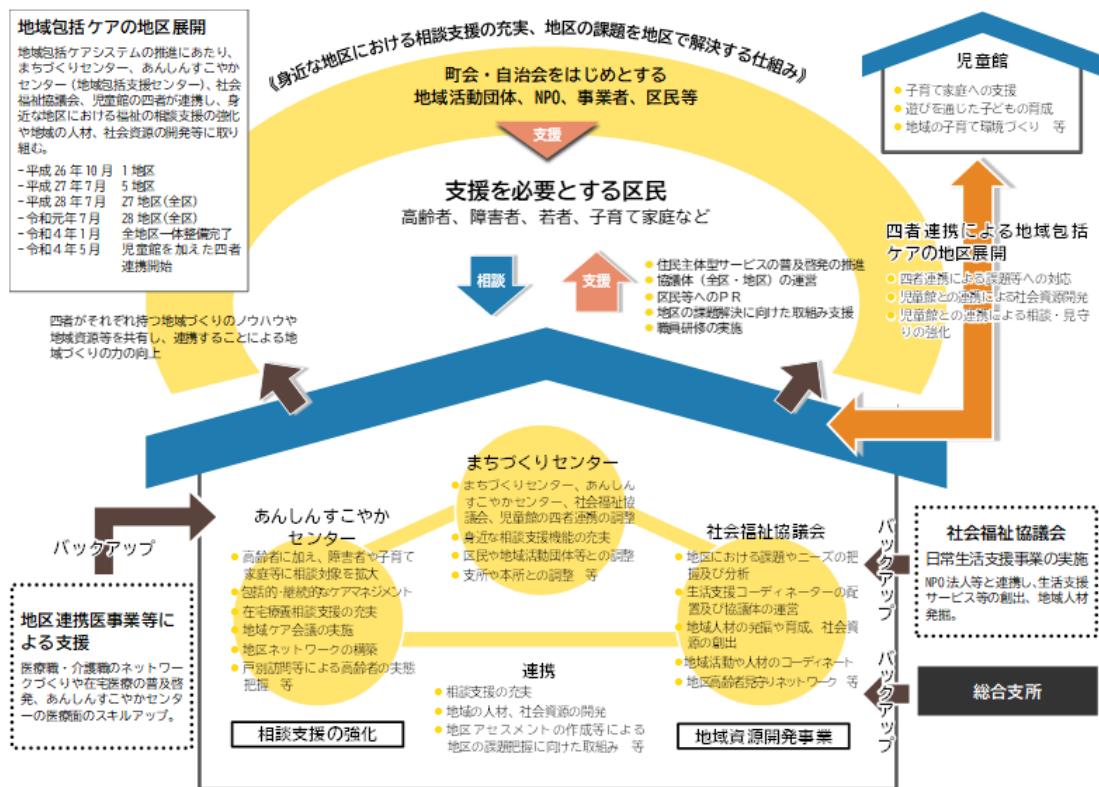 地域包括ケアの地区展開
地域包括ケアシステムの推進にあたり、
まちづくりセンター、あんしんすこやか
センター（地域包括支援センター）、社会
福祉協議会、児童館の四者が連携し、身
近な地区における福祉の相談支援の強化
や地域の人材、社会資源の開発等に取り
組む。
−平成26年10月 1地区
−平成27年7月 5地区
−平成28年7月 27地区(全区)
−令和元年7月 28地区(全区)
−令和4年1月 全地区一体整備完了
−令和4年5月 児童館を加えた四者
連携開始
《身近な地区における相談支援の充実、地区の課題を地区で解決する仕組み》
町会・自治会をはじめとする
地域活動団体、NPO、事業者、区民等
支援
支援を必要とする区民
高齢者、障害者、若者、子育て家庭など
相談
支援
住民主体型サービスの普及啓発の推進
協議体（全区・地区）の運営
区民等へのＰＲ
地区の課題解決に向けた取組み支援
職員研修の実施
児童館
子育て家庭への支援
遊びを通じた子どもの育成
地域の子育て環境づくり 等
四者連携による地域包括
ケアの地区展開
四者連携による課題等への対応
児童館との連携による社会資源開発
児童館との連携による相談・見守
りの強化
四者がそれぞれ持つ地域づくりのノウハウや
地域資源等を共有し、連携することによる地
域づくりの力の向上
まちづくりセンター
まちづくりセンター、あんしん
すこやかセンター、社会福祉協
議会、児童館の四者連携の調整
身近な相談支援機能の充実
区民や地域活動団体等との調整
支所や本所との調整 等
あんしんすこやか
センター
高齢者に加え、障害者や子育て
家庭等に相談対象を拡大
包括的・継続的なケアマネジメント
在宅療養相談支援の充実
地域ケア会議の実施
地区ネットワークの構築
戸別訪問等による高齢者の実態
把握 等
相談支援の強化
社会福祉協議会
地区における課題やニーズの把
握及び分析
生活支援コーディネーターの配
置及び協議体の運営
地域人材の発掘や育成、社会資
源の創出
地域活動や人材のコーディネート
地区高齢者見守りネットワーク 等
地域資源開発事業
連携
相談支援の充実
地域の人材、社会資源の開発
地区アセスメントの作成等による
地区の課題把握に向けた取組み 等
バックアップ
地区連携医事業等に
よる支援
医療職・介護職のネットワー
クづくりや在宅医療の普及啓
発、あんしんすこやかセンター
の医療面のスキルアップ。
バックアップ
社会福祉協議会
日常生活支援事業の実施
NPO法人等と連携し、生活支援
サービス等の創出、地域人材
発掘。
バックアップ
総合支所